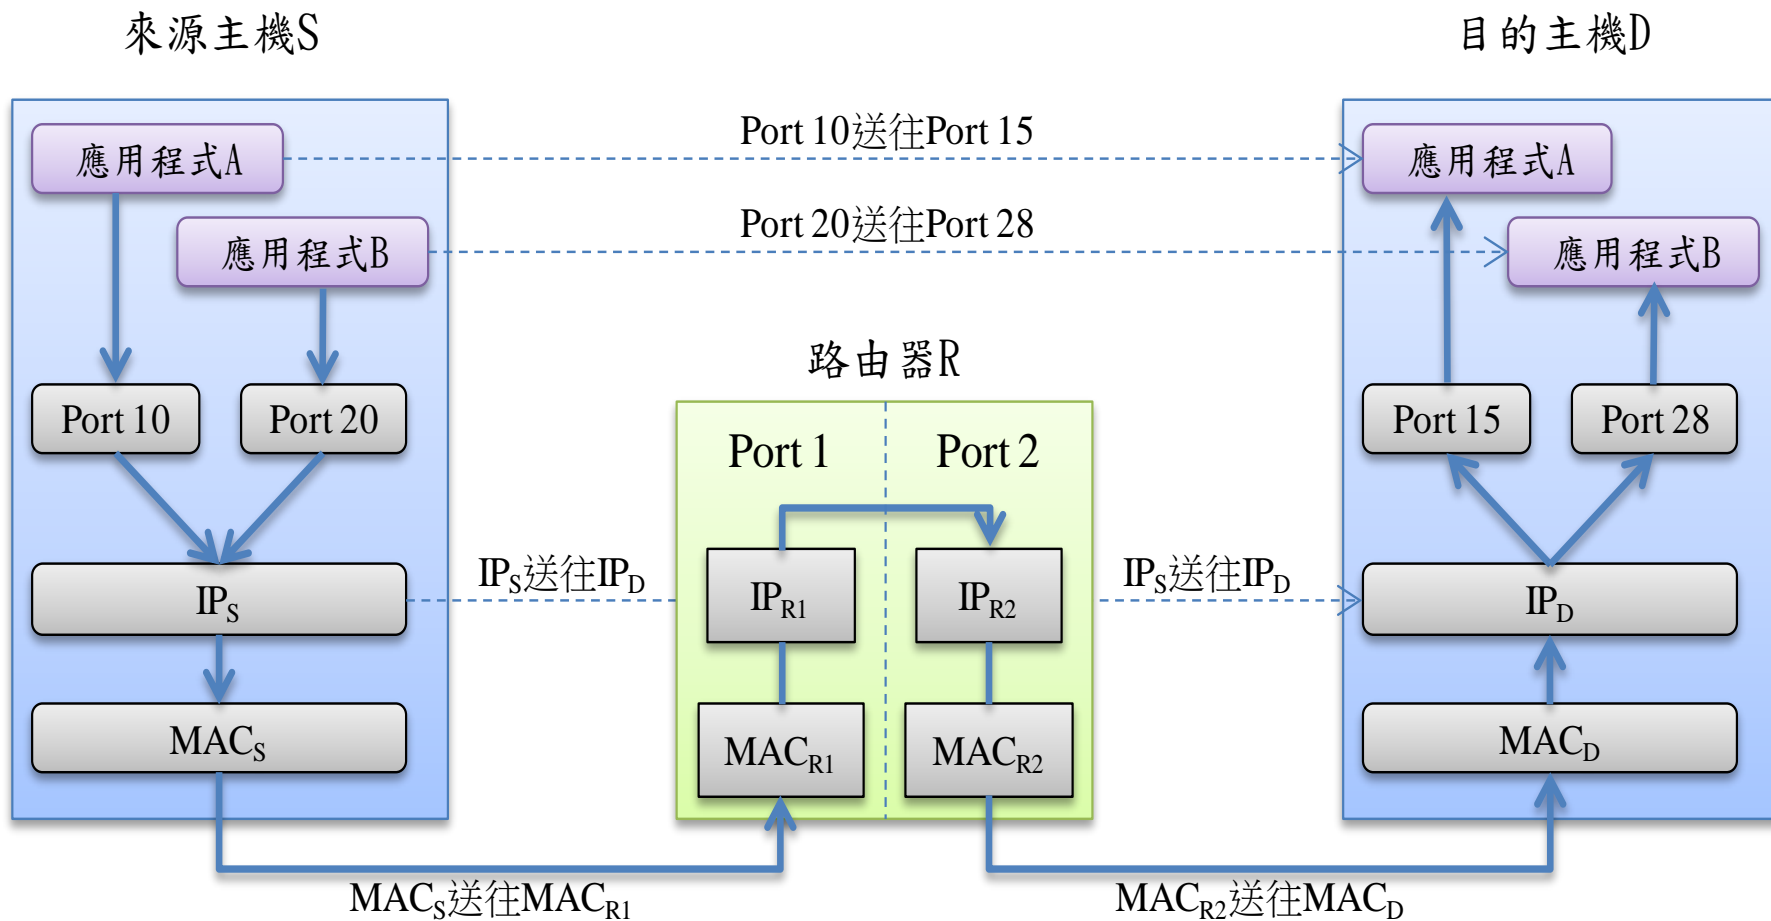 來源主機S
目的主機D
Port 10送往Port 15
應用程式A
應用程式A
Port 20送往Port 28
應用程式B
應用程式B
路由器R
Port 10
Port 20
Port 1
Port 2
Port 15
Port 28
IPS送往IPD
IPS送往IPD
IPS
IPR1
IPR2
IPD
MACS
MACR1
MACR2
MACD
MACS送往MACR1
MACR2送往MACD